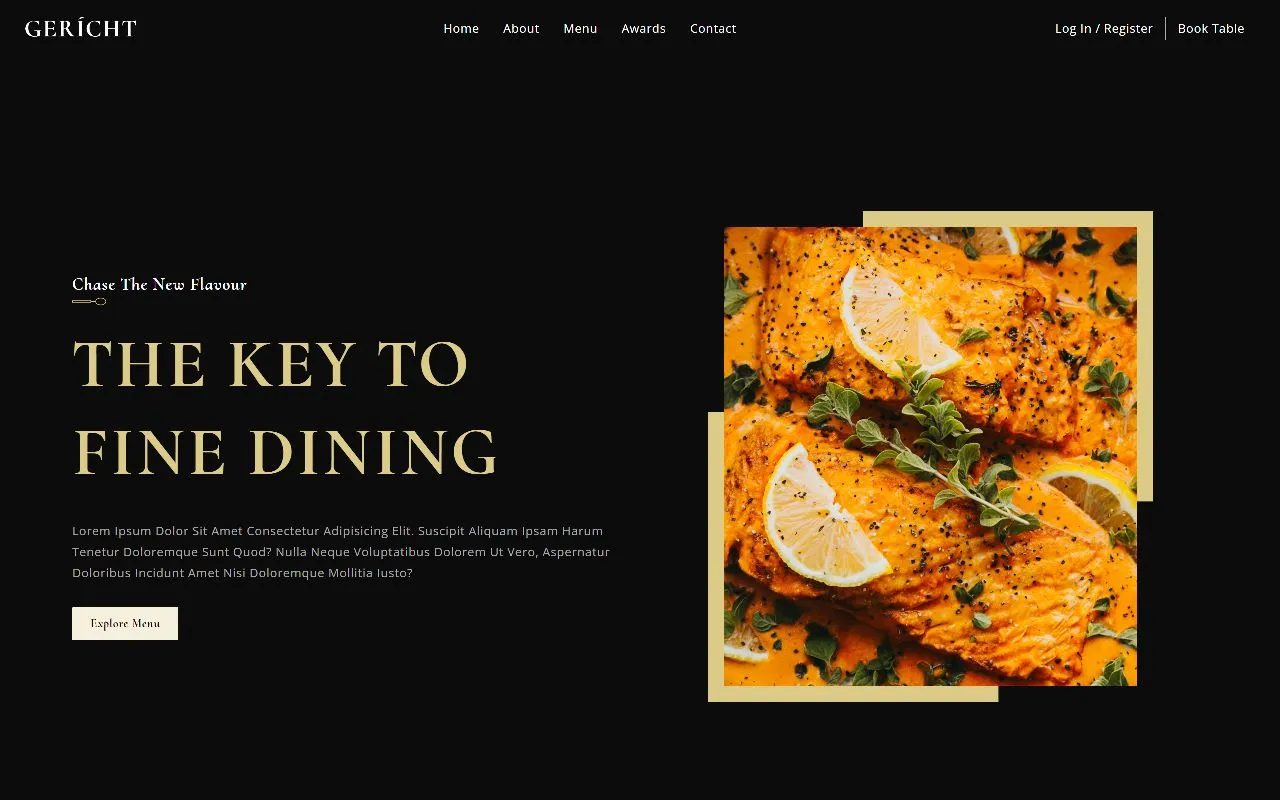 GERÍCHT
Home About Menu Awards Contact
Log In / Register Book Table
Chase The New Flavour
THE KEY TO
FINE DINING
Lorem Ipsum Dolor Sit Amet Consectetur Adipisicing Elit. Suscipit Aliquam Ipsam Harum
Tenetur Doloremque Sunt Quod? Nulla Neque Voluptatibus Dolorem Ut Vero, Aspernatur
Doloribus Incidunt Amet Nisi Doloremque Mollitia Iusto?
Explore Menu